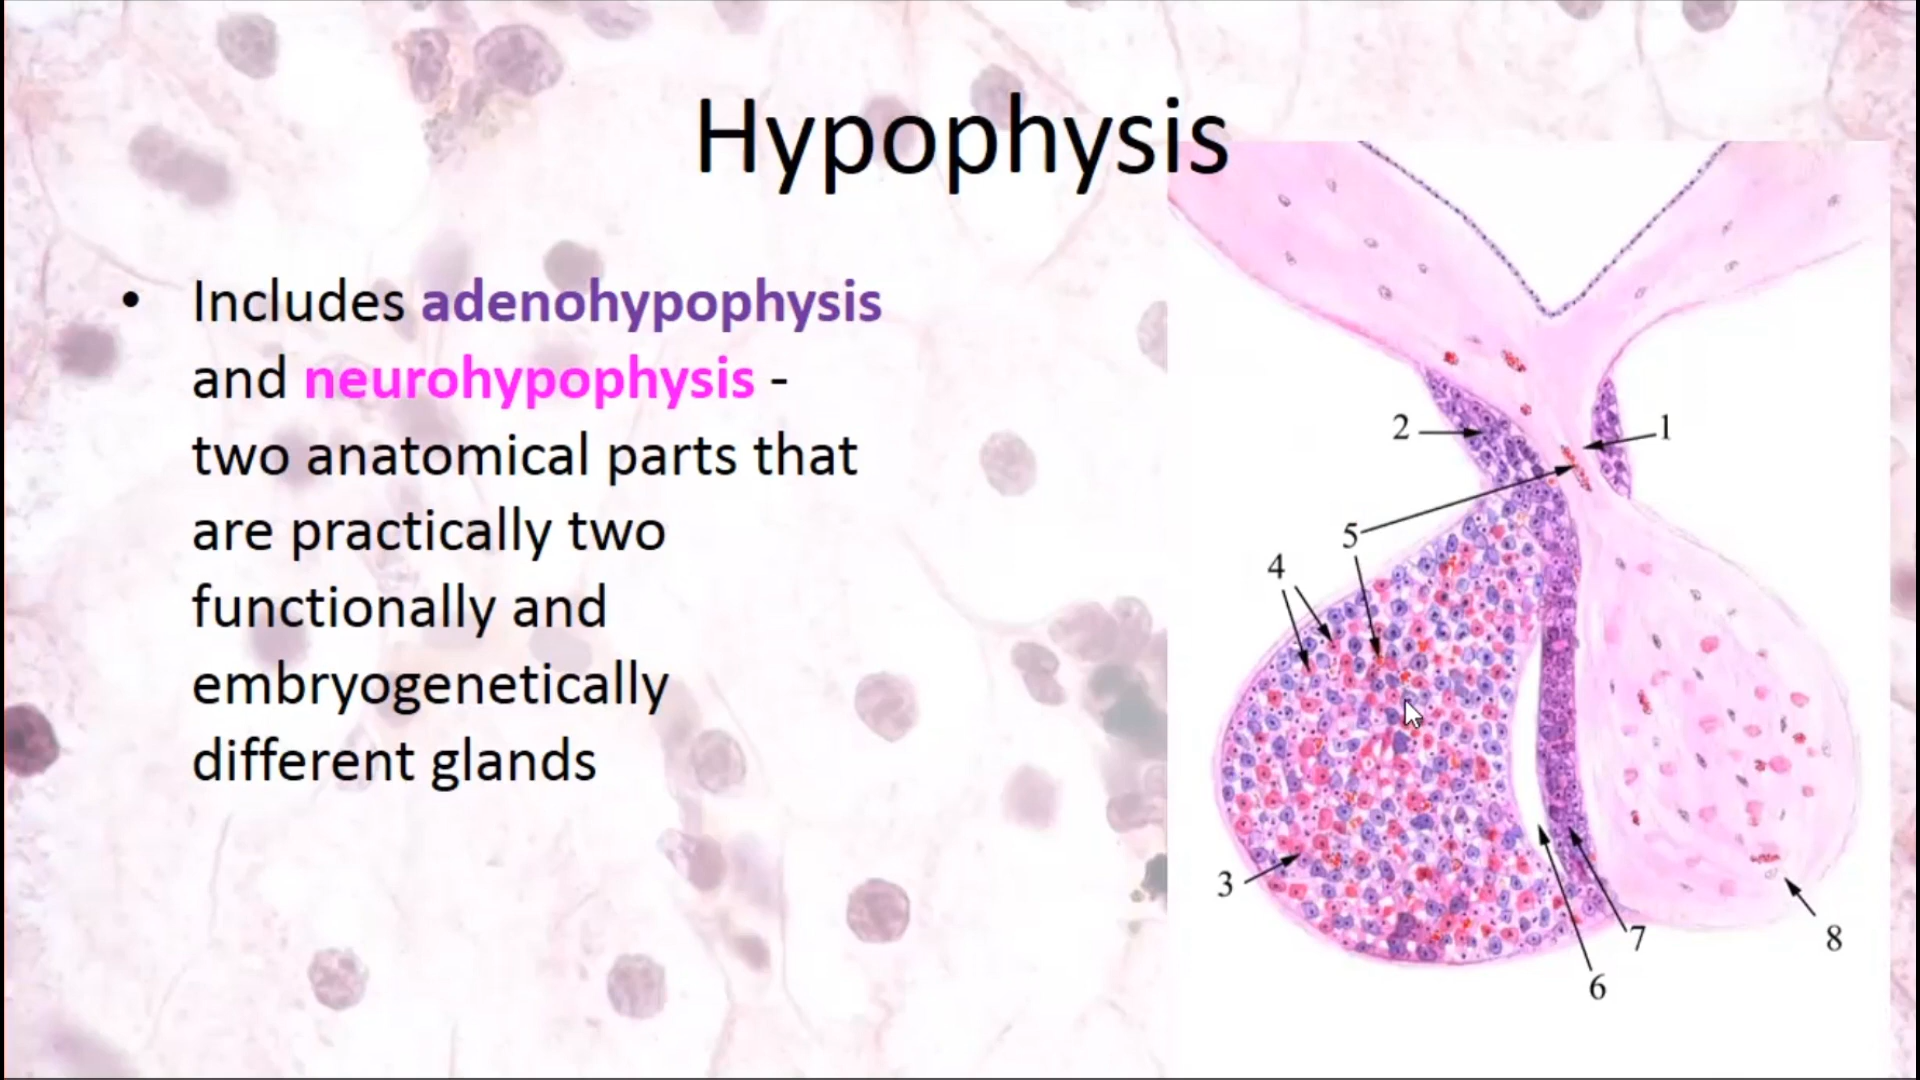 Hypophysis
• Includes adenohypophysis
and neurohypophysis -
two anatomical parts that
are practically two
functionally and
embryogenetically
different glands
2
1
5
4
3
7
8
6